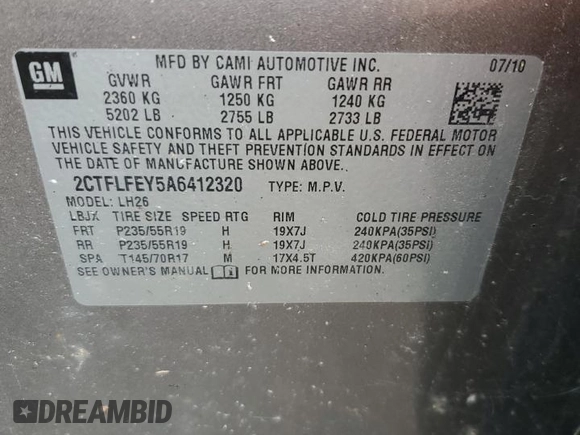 GM
MFD BY CAMI AUTOMOTIVE INC. 07/10
GVWR GAWR FRT GAWR RR
2360 KG 1250 KG 1240 KG
5202 LB 2755 LB 2733 LB
THIS VEHICLE CONFORMS TO ALL APPLICABLE U.S. FEDERAL MOTOR
VEHICLE SAFETY AND THEFT PREVENTION STANDARDS IN EFFECT ON
THE DATE OF MANUFACTURE SHOWN ABOVE.
2CTFLFEY5A6412320 TYPE: M.P.V.
MODEL: LH26
LBJX TIRE SIZE SPEED RTG RIM COLD TIRE PRESSURE
FRT P235/55R19 H 19X7J 240KPA(35PSI)
RR P235/55R19 H 19X7J 240KPA(35PSI)
SPA T145/70R17 M 17X4.5T 420KPA(60PSI)
SEE OWNER'S MANUAL FOR MORE INFORMATION.
DREAMBID